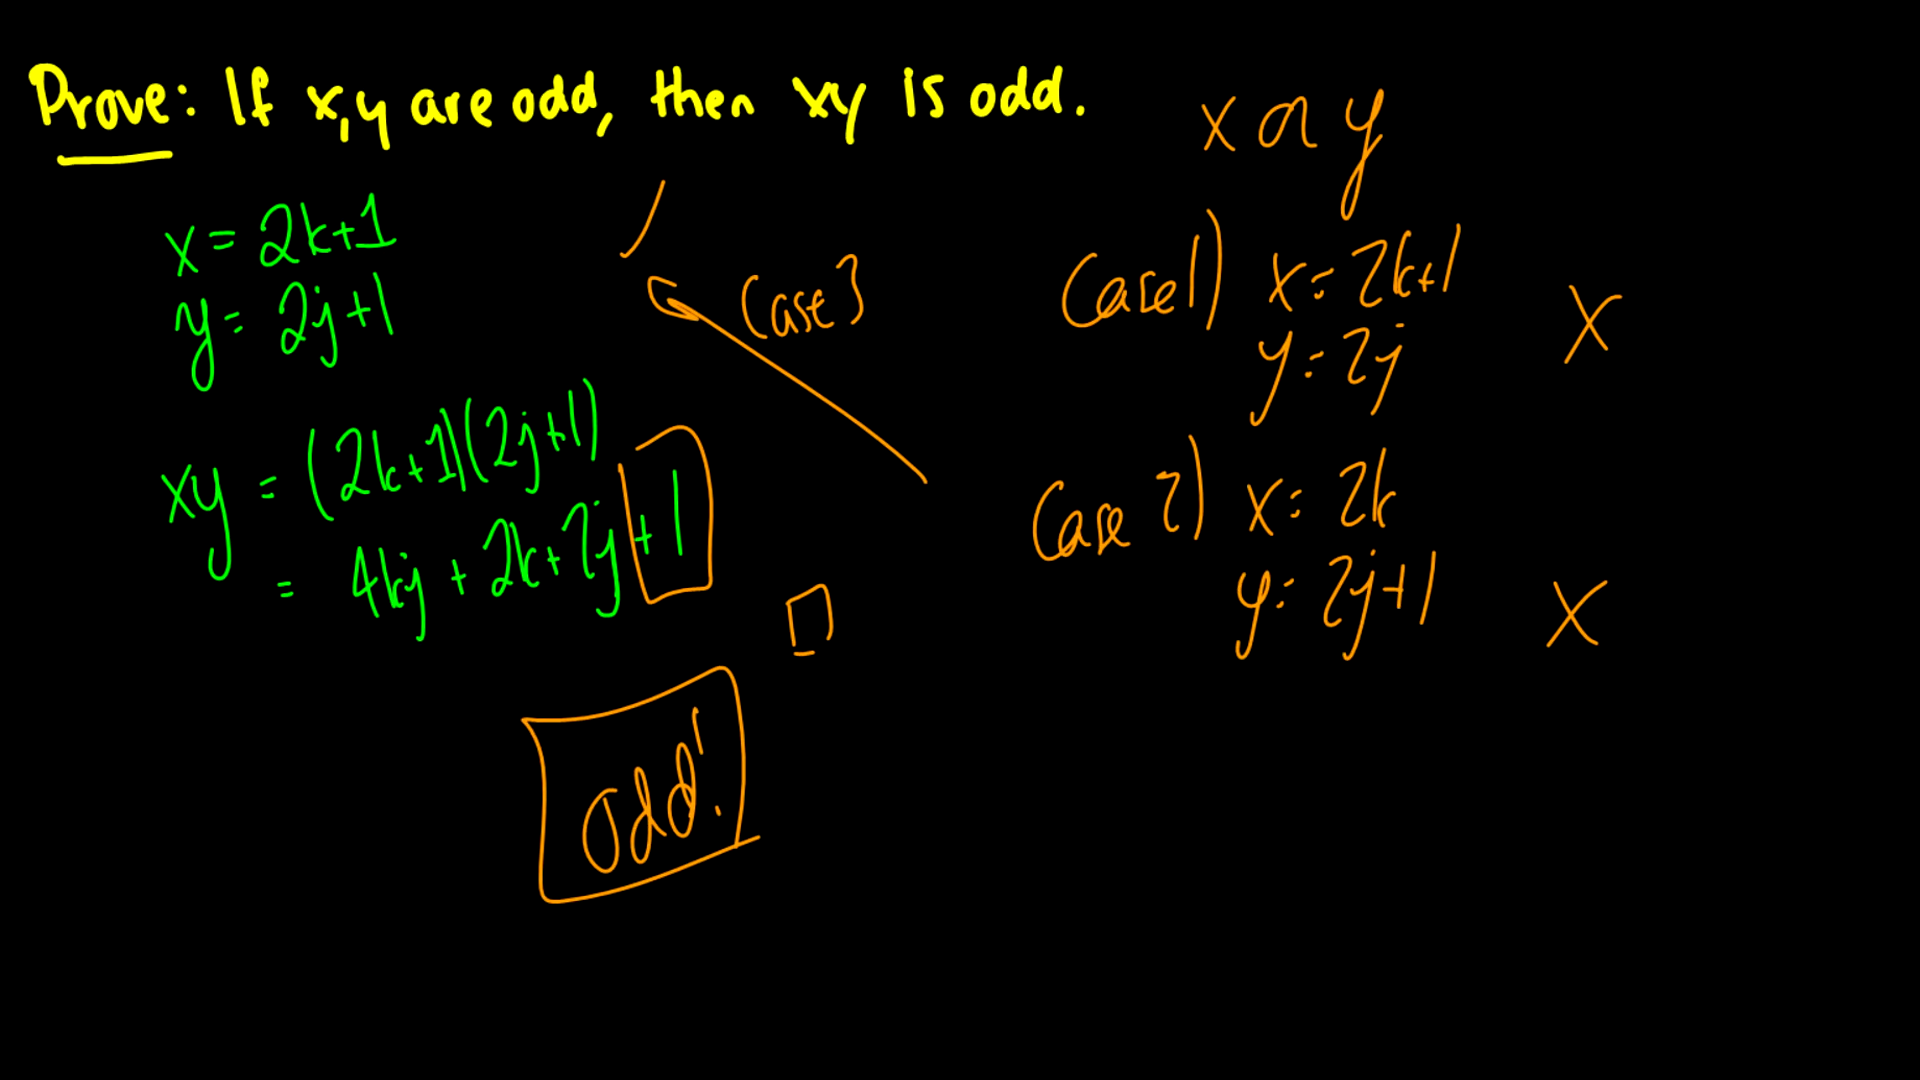 Prove: If x,y are odd, then xy is odd.
x = 2k+1
y = 2j+1
xy = (2k+1)(2j+1)
= 4kj + 2k + 2j + 1
odd!
Case 3
x or y
Case 1) x = 2k+1
y = 2j
X
Case 2) x = 2k
y = 2j+1
X